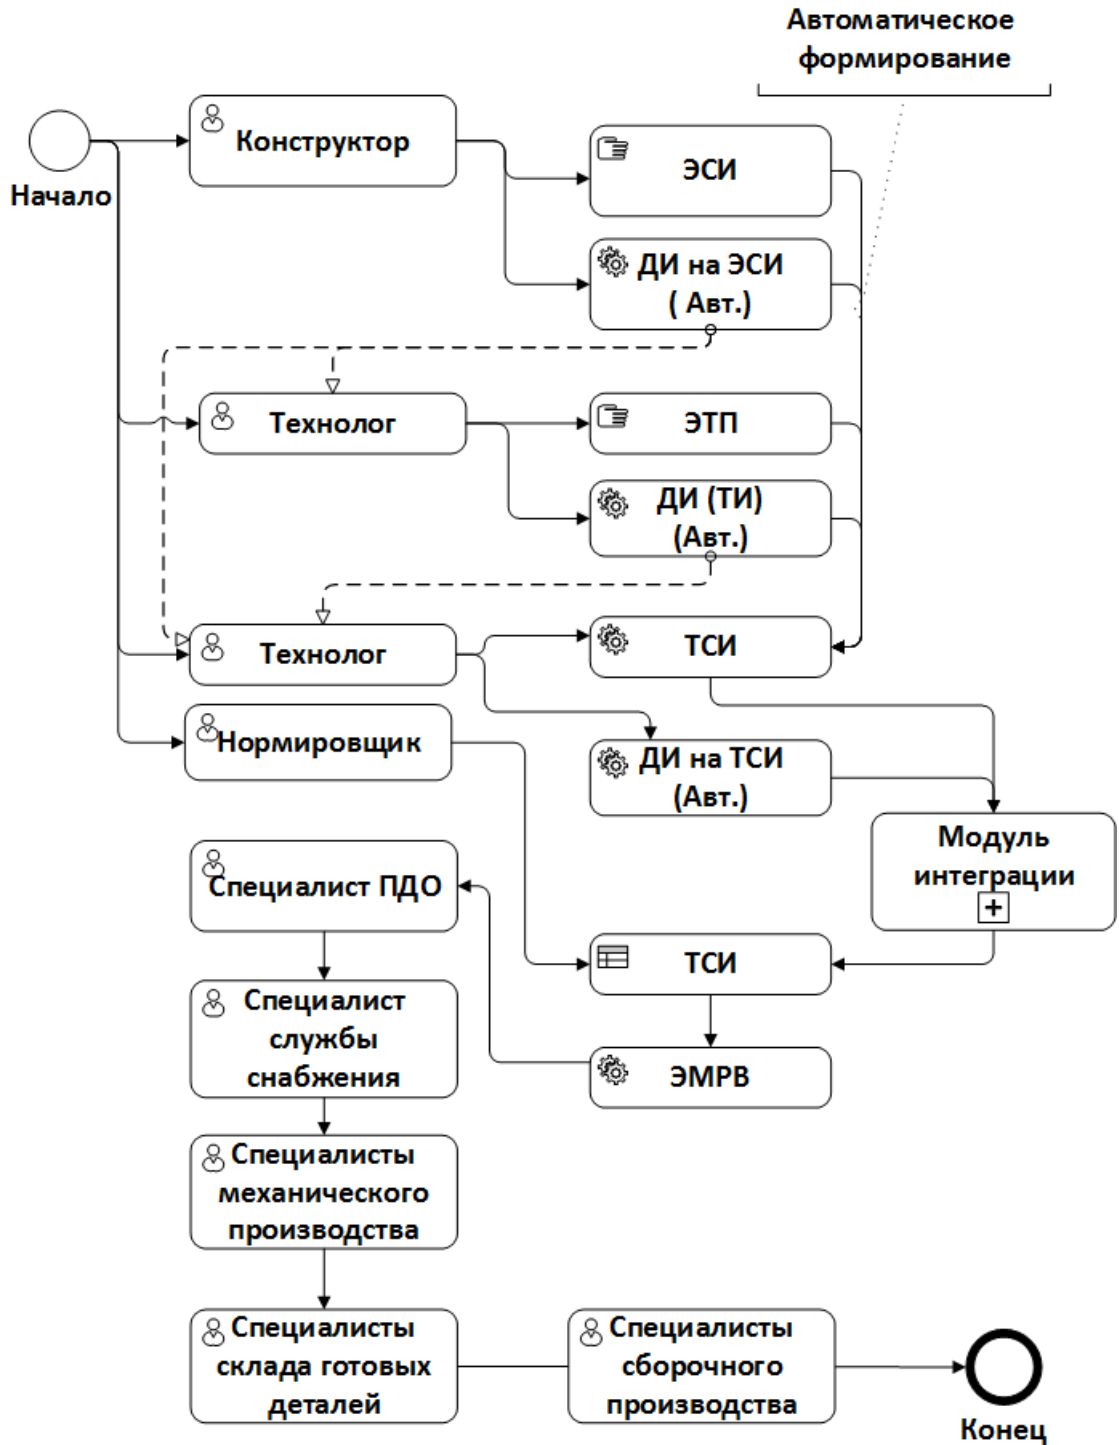 Автоматическое
формирование
Начало
Конструктор
ЭСИ
ДИ на ЭСИ
( Авт.)
Технолог
ЭТП
ДИ (ТИ)
(Авт.)
Технолог
ТСИ
Нормировщик
ДИ на ТСИ
(Авт.)
Модуль
интеграции
Специалист ПДО
ТСИ
Специалист
службы
снабжения
ЭМРВ
Специалисты
механического
производства
Специалисты
склада готовых
деталей
Специалисты
сборочного
производства
Конец